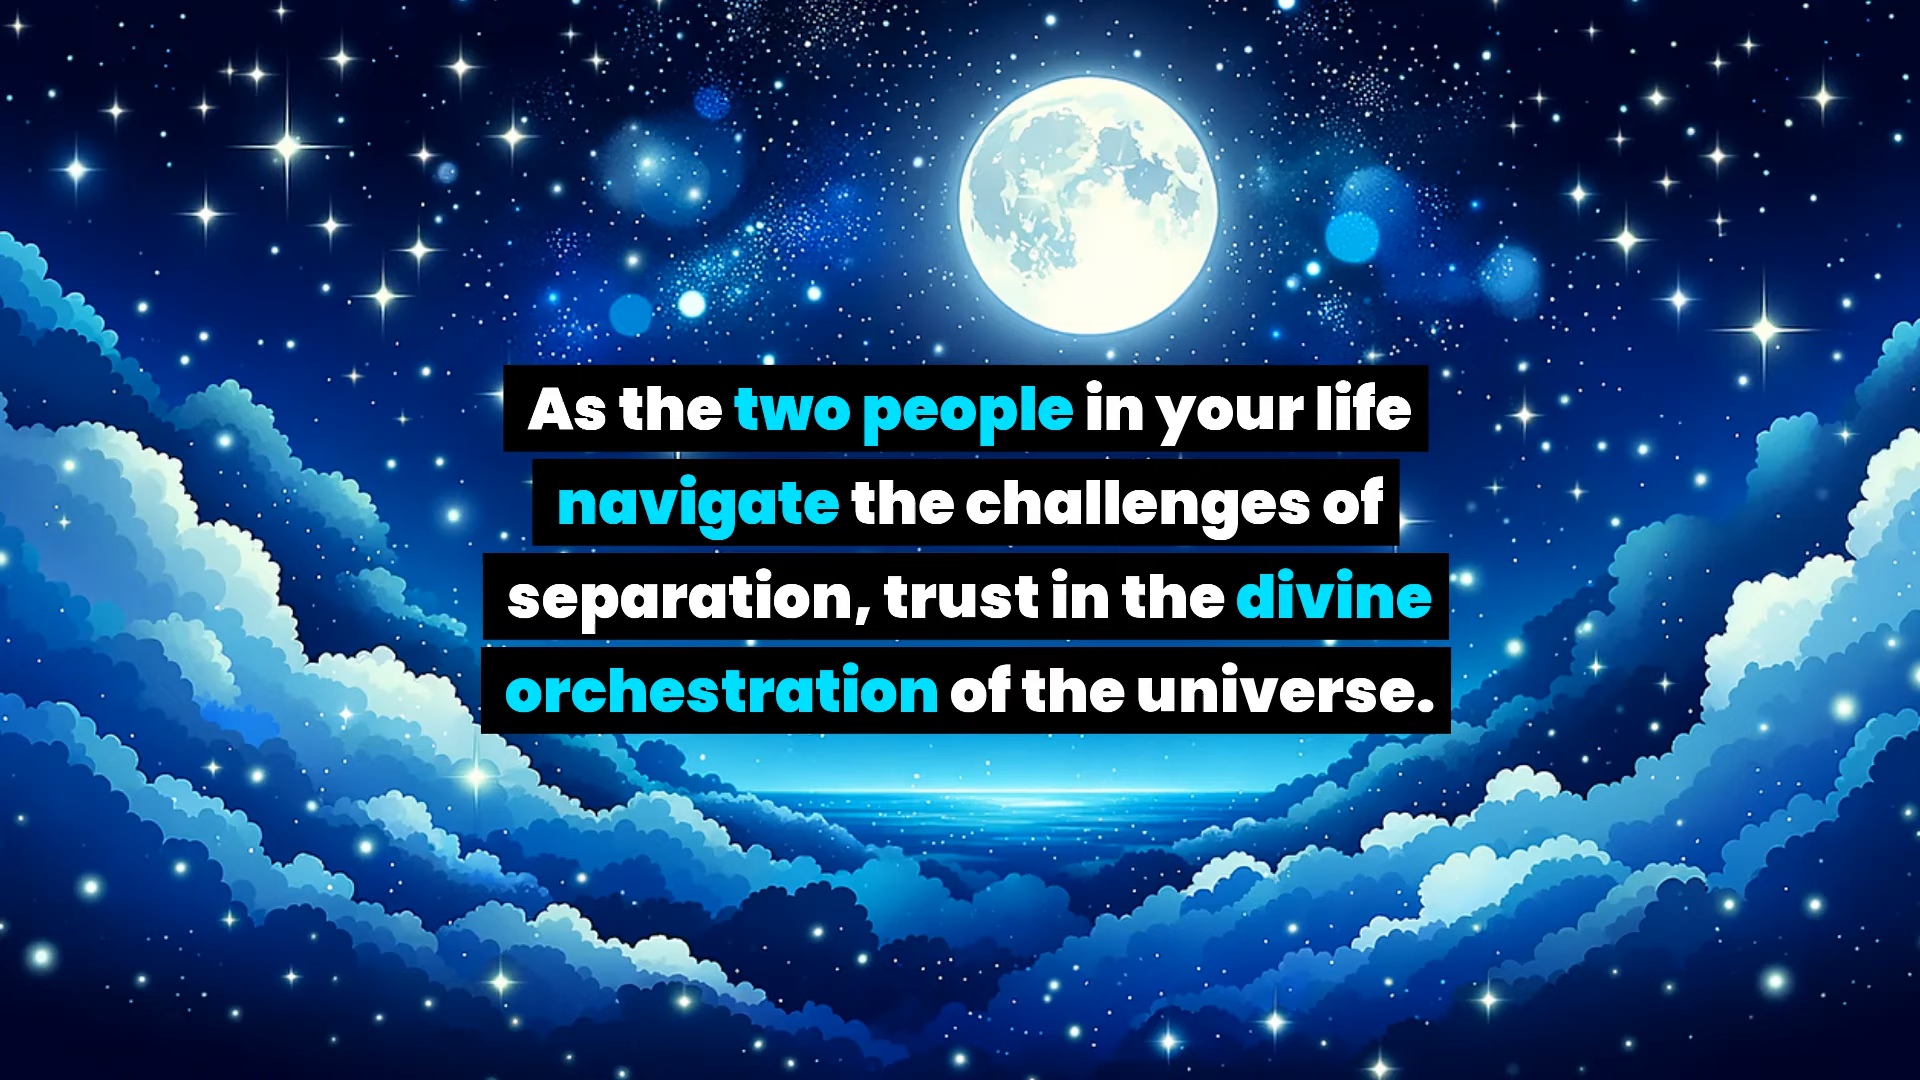 As the two people in your life
navigate the challenges of
separation, trust in the divine
orchestration of the universe.